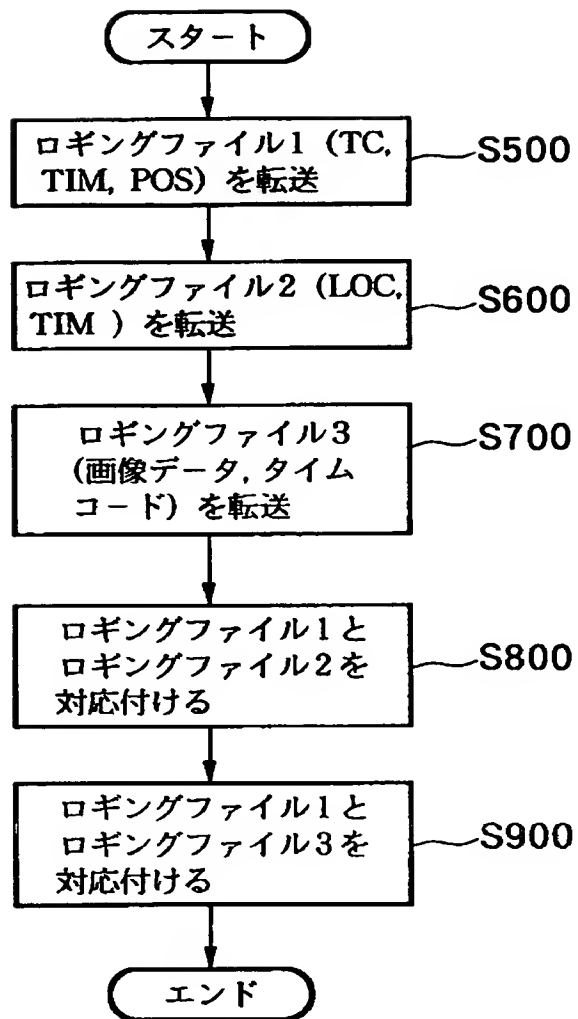 スタート
ロギングファイル1 (TC,
TIM, POS) を転送
S500
ロギングファイル2 (LOC,
TIM ) を転送
S600
ロギングファイル3
(画像データ, タイム
コード) を転送
S700
ロギングファイル1と
ロギングファイル2を
対応付ける
S800
ロギングファイル1と
ロギングファイル3を
対応付ける
S900
エンド